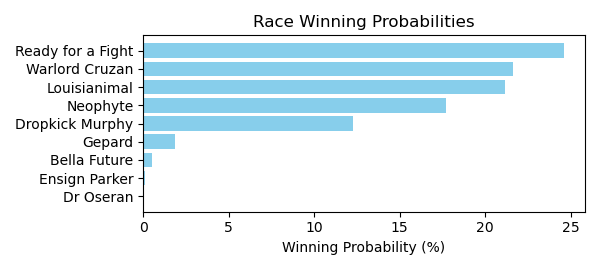 Race Winning Probabilities
Ready for a Fight
Warlord Cruzan
Louisianimal
Neophyte
Dropkick Murphy
Gepard
Bella Future
Ensign Parker
Dr Oseran
0 5 10 15 20 25
Winning Probability (%)